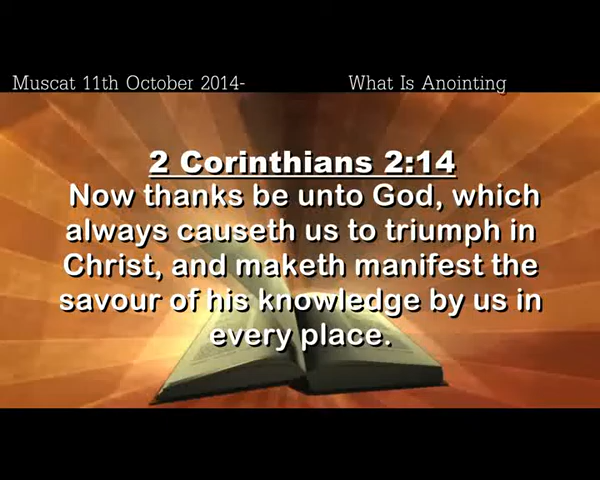 Muscat 11th October 2014- What Is Anointing
2 Corinthians 2:14
Now thanks be unto God, which
always causeth us to triumph in
Christ, and maketh manifest the
savour of his knowledge by us in
every place.